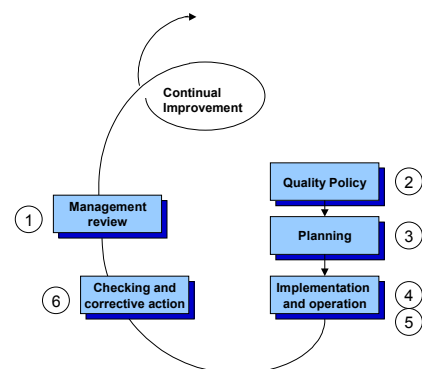 Continual
Improvement
Quality Policy
2
Management
review
1
Planning
3
Checking and
corrective action
6
Implementation
and operation
4
5